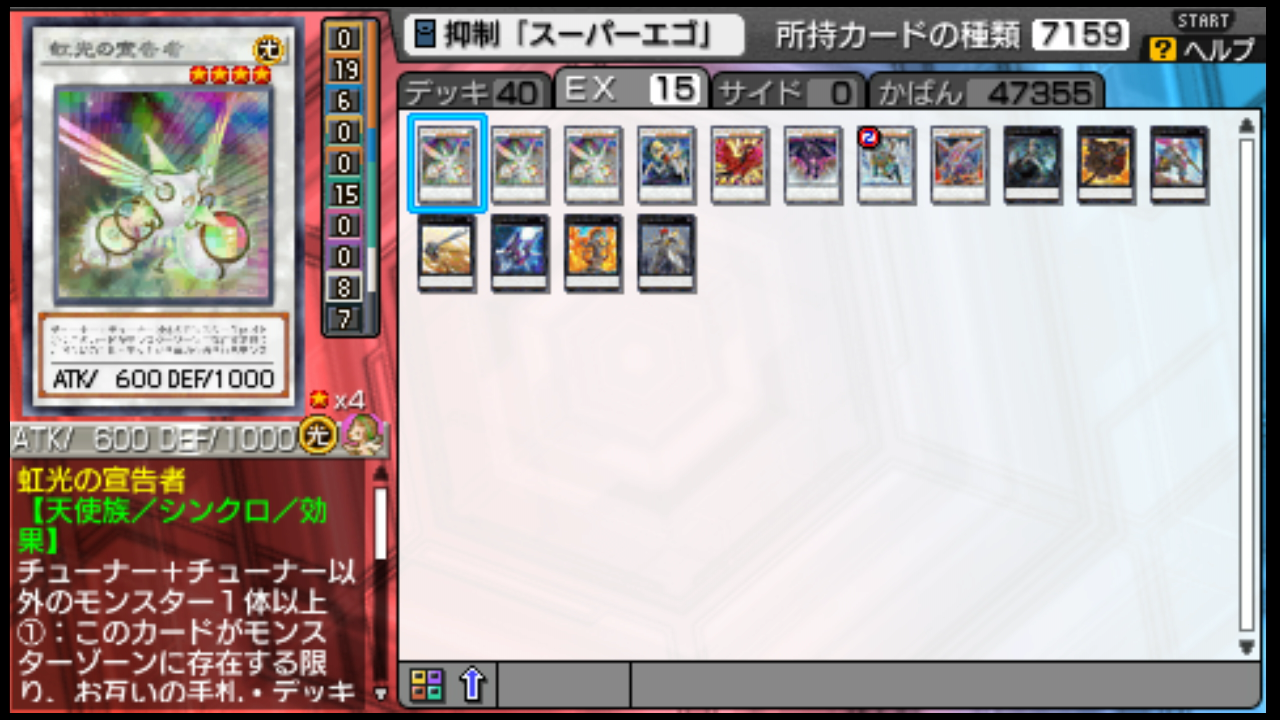 虹光の宣告者
光
0
19
6
0
0
15
0
0
8
7
ATK/ 600 DEF/1000
x4
ATK/ 600 DEF/1000 光
虹光の宣告者
【天使族/シンクロ/効
果】
チューナー+チューナー以
外のモンスター1体以上
①:このカードがモンス
ターゾーンに存在する限
り、お互いの手札・デッキ
抑制「スーパーエゴ」
所持カードの種類 7159
START
? ヘルプ
デッキ 40
EX 15
サイド 0
かばん 47355
2